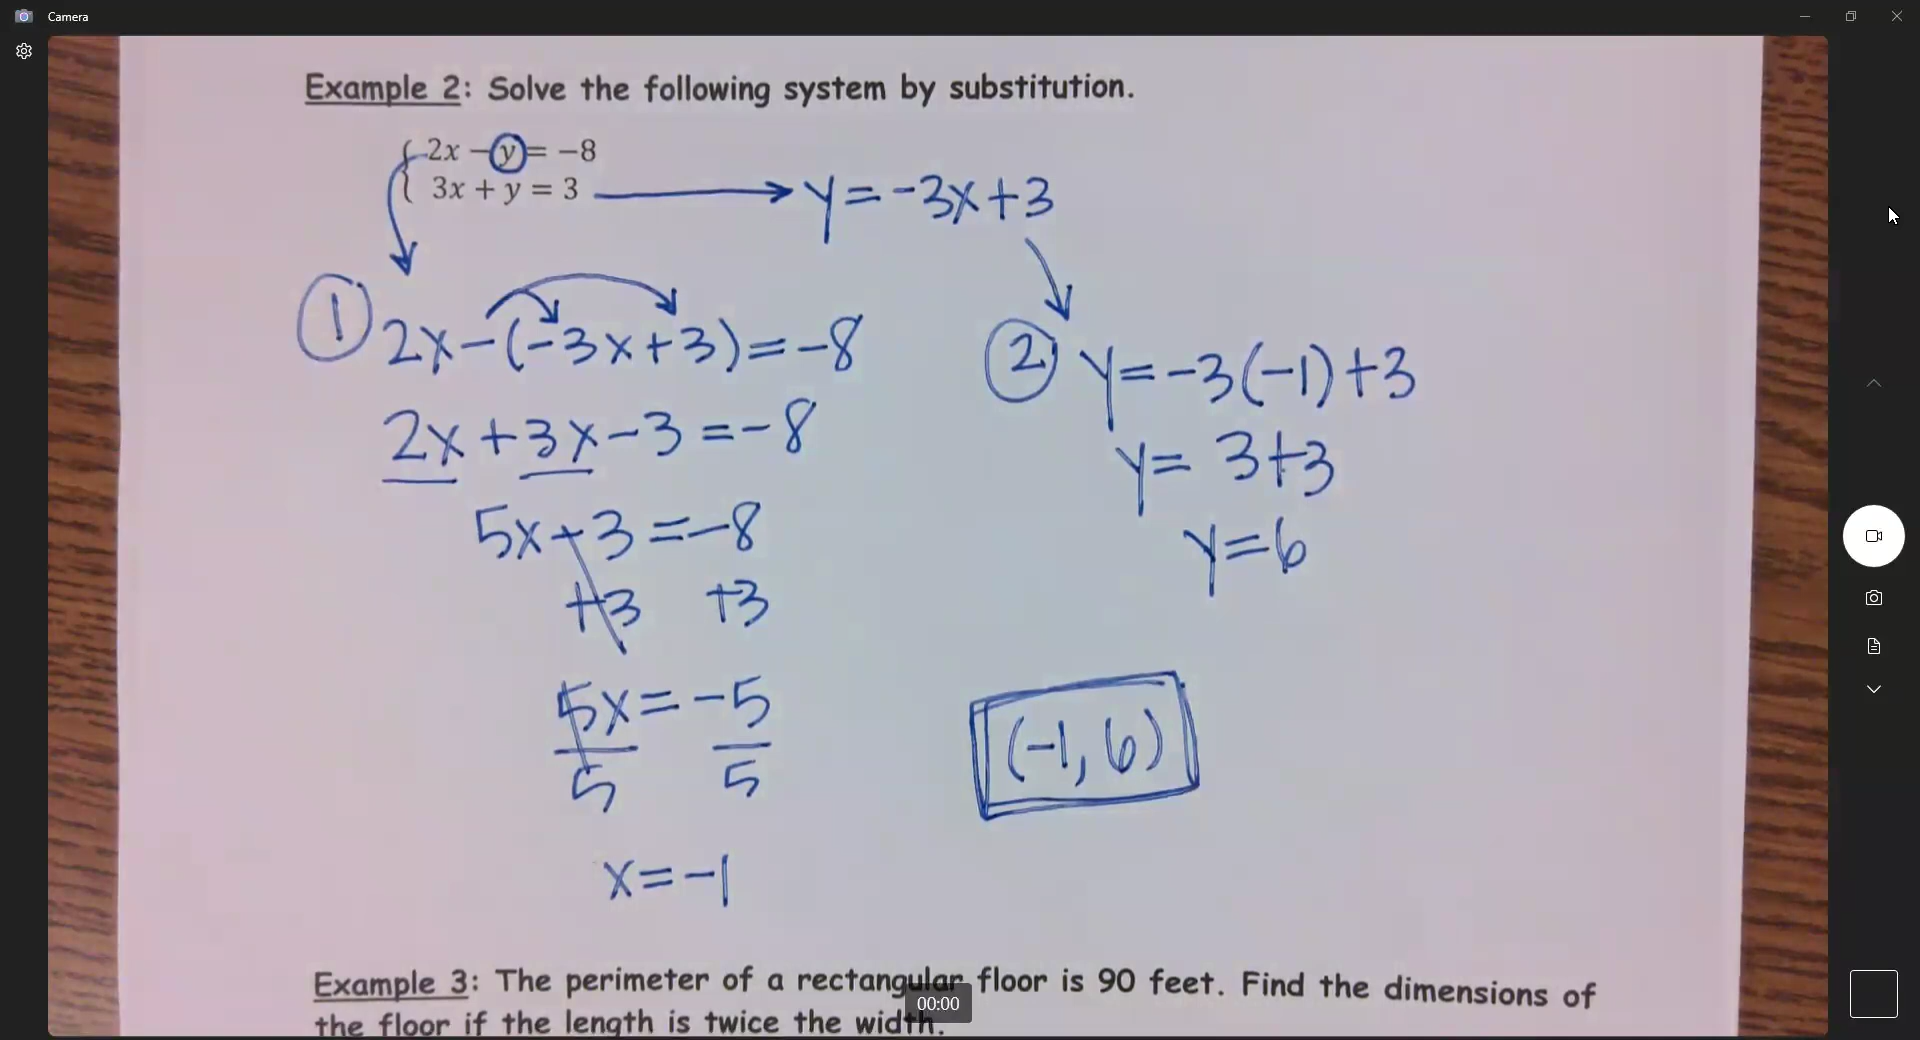 Camera
Example 2: Solve the following system by substitution.
2x − y = −8
3x + y = 3
y = -3x+3
① 2x-(-3x+3)=-8
2x+3x-3=-8
5x-3=-8
+3 +3
5x=-5
5 5
x=-1
② y=-3(-1)+3
y= 3+3
y=6
(-1, 6)
Example 3: The perimeter of a rectangular floor is 90 feet. Find the dimensions of
the floor if the length is twice the width.
00:00